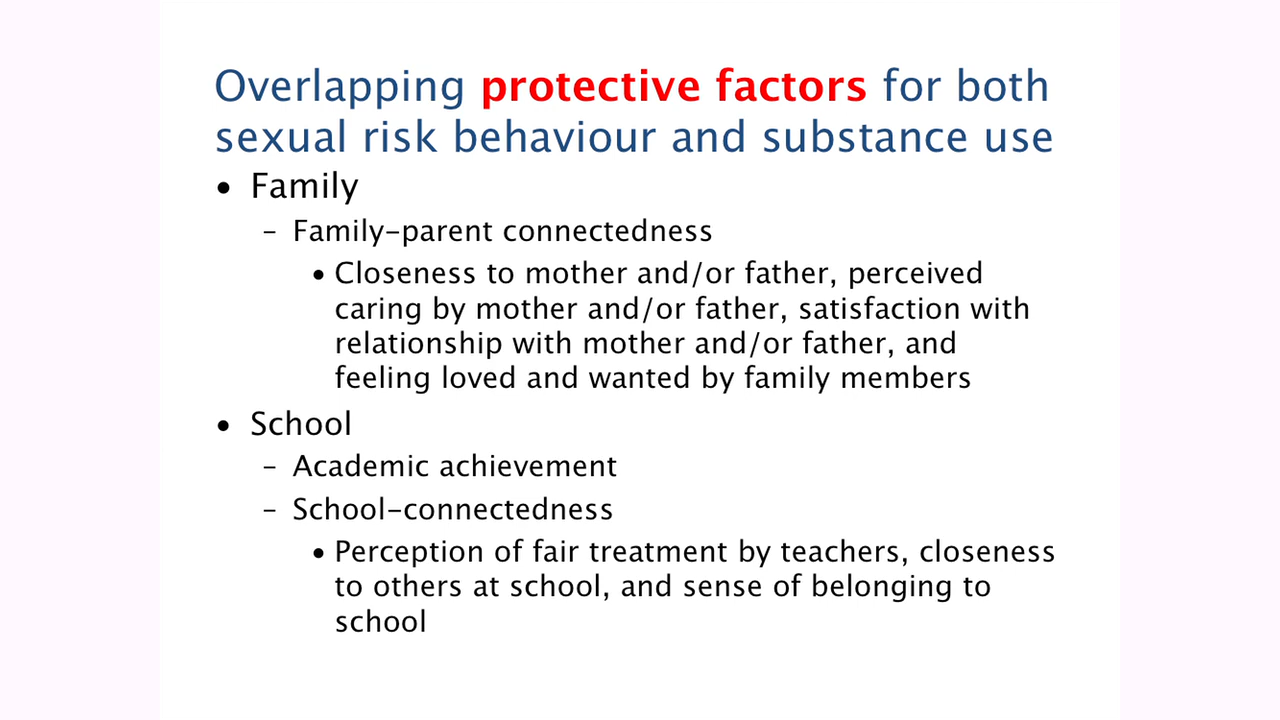 Overlapping protective factors for both
sexual risk behaviour and substance use
• Family
– Family–parent connectedness
• Closeness to mother and/or father, perceived
caring by mother and/or father, satisfaction with
relationship with mother and/or father, and
feeling loved and wanted by family members
• School
– Academic achievement
– School–connectedness
• Perception of fair treatment by teachers, closeness
to others at school, and sense of belonging to
school